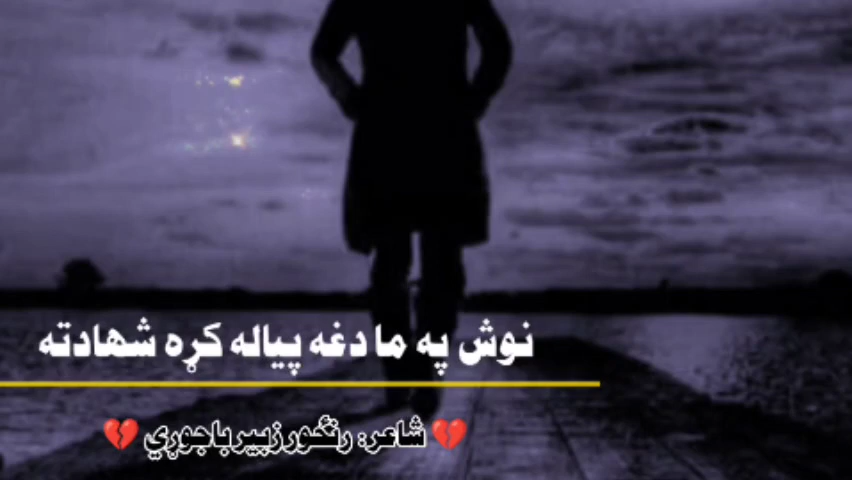 نوش په ما دغه پياله کړه شهادته
💔 شاعر: رنځور زبير باجوړي 💔